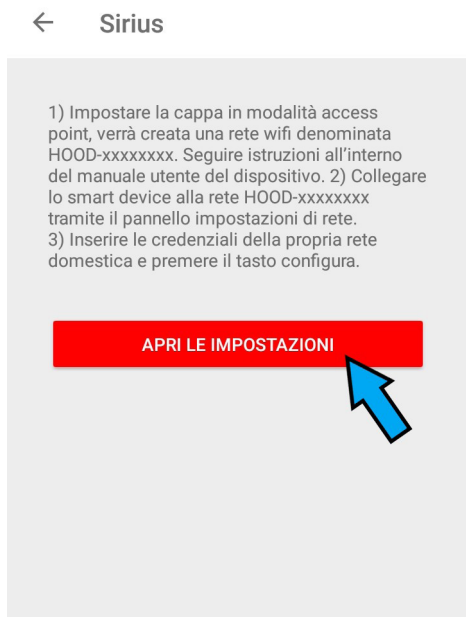 Sirius
1) Impostare la cappa in modalità access
point, verrà creata una rete wifi denominata
HOOD-xxxxxxxx. Seguire istruzioni all'interno
del manuale utente del dispositivo. 2) Collegare
lo smart device alla rete HOOD-xxxxxxxx
tramite il pannello impostazioni di rete.
3) Inserire le credenziali della propria rete
domestica e premere il tasto configura.
APRI LE IMPOSTAZIONI